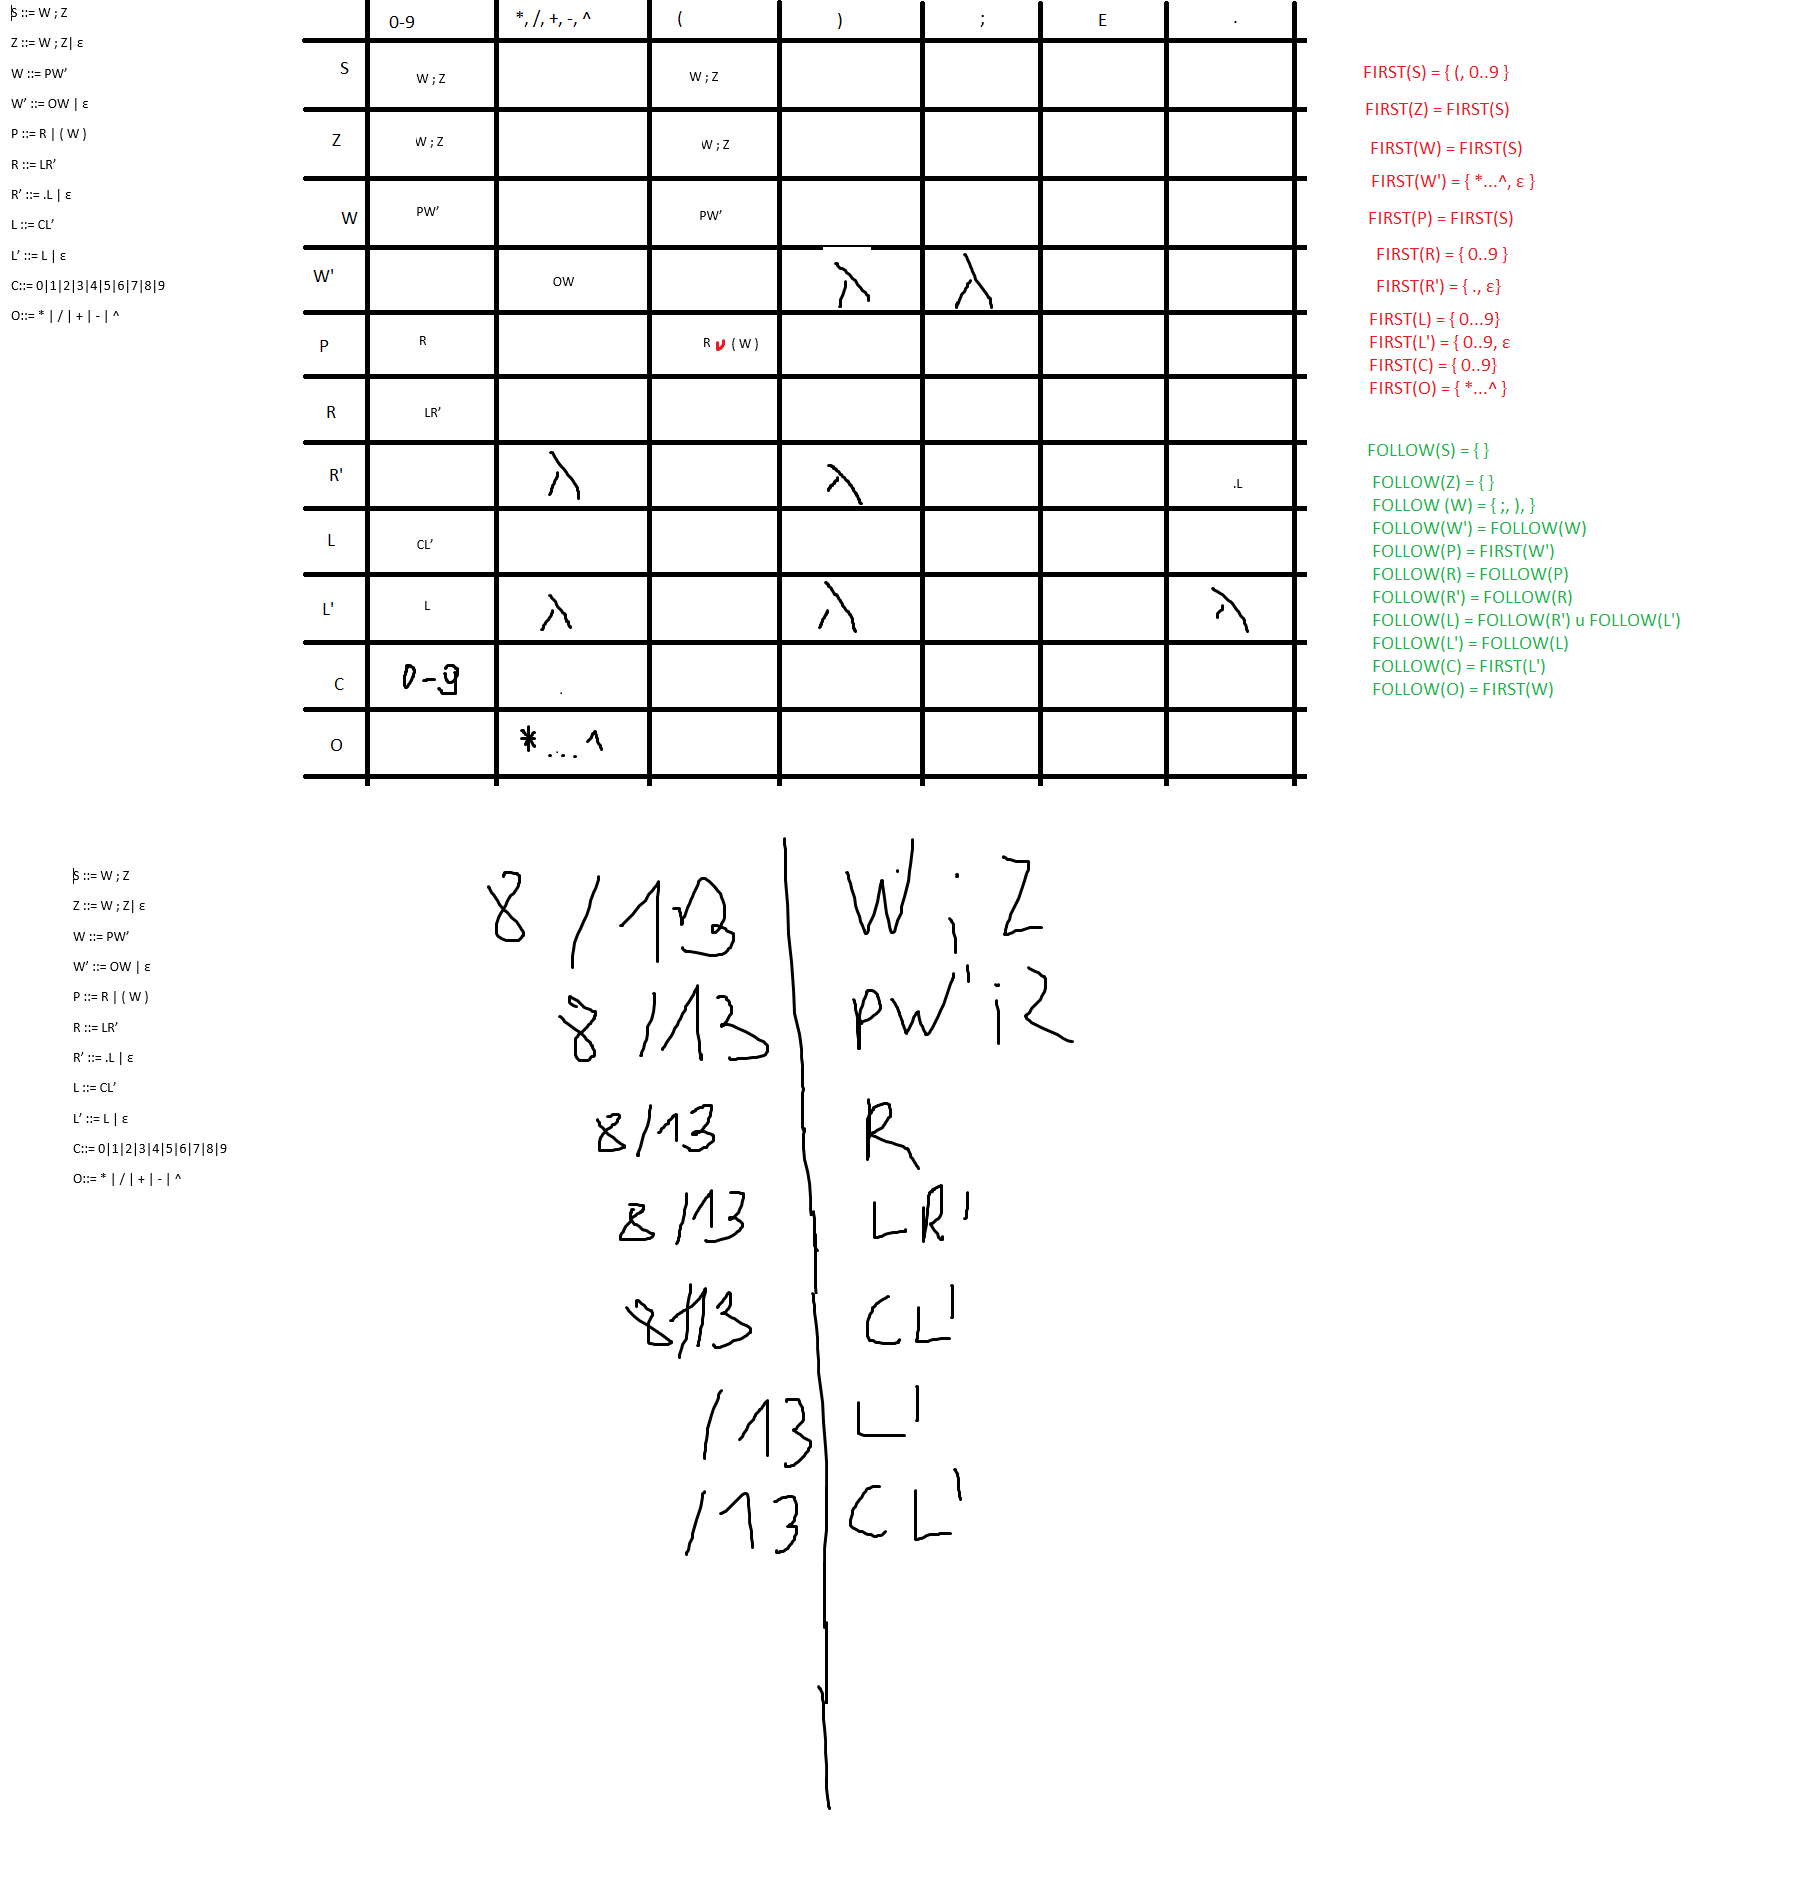 S ::= W ; Z
Z ::= W ; Z| ε
W ::= PW’
W’ ::= OW | ε
P ::= R | ( W )
R ::= LR’
R’ ::= .L | ε
L ::= CL’
L’ ::= L | ε
C::= 0|1|2|3|4|5|6|7|8|9
O::= * | / | + | - | ^
0-9 *, /, +, -, ^ ( ) ; E .
S W ; Z W ; Z
Z W ; Z W ; Z
W PW’ PW’
W' OW λ λ
P R R u ( W )
R LR’
R' λ λ .L
L CL’
L' L λ λ λ
C 0-9 .
O *...^
FIRST(S) = { (, 0..9 }
FIRST(Z) = FIRST(S)
FIRST(W) = FIRST(S)
FIRST(W') = { *...^, ε }
FIRST(P) = FIRST(S)
FIRST(R) = { 0..9 }
FIRST(R') = { ., ε}
FIRST(L) = { 0...9}
FIRST(L') = { 0..9, ε
FIRST(C) = { 0..9}
FIRST(O) = { *...^ }
FOLLOW(S) = { }
FOLLOW(Z) = { }
FOLLOW (W) = { ;, ), }
FOLLOW(W') = FOLLOW(W)
FOLLOW(P) = FIRST(W')
FOLLOW(R) = FOLLOW(P)
FOLLOW(R') = FOLLOW(R)
FOLLOW(L) = FOLLOW(R') u FOLLOW(L')
FOLLOW(L') = FOLLOW(L)
FOLLOW(C) = FIRST(L')
FOLLOW(O) = FIRST(W)
S ::= W ; Z
Z ::= W ; Z| ε
W ::= PW’
W’ ::= OW | ε
P ::= R | ( W )
R ::= LR’
R’ ::= .L | ε
L ::= CL’
L’ ::= L | ε
C::= 0|1|2|3|4|5|6|7|8|9
O::= * | / | + | - | ^
8 / 13 W ; Z
8 / 13 PW' ; Z
8 / 13 R
8 / 13 LR'
8 / 13 CL'
/ 13 L'
/ 13 CL'